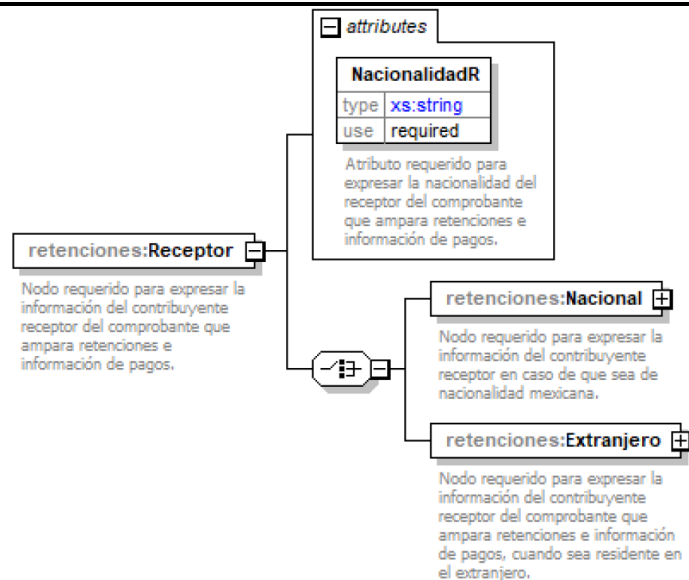 attributes
NacionalidadR
type xs:string
use required
Atributo requerido para
expresar la nacionalidad del
receptor del comprobante
que ampara retenciones e
información de pagos.
retenciones:Receptor
Nodo requerido para expresar la
información del contribuyente
receptor del comprobante que
ampara retenciones e
información de pagos.
retenciones:Nacional
Nodo requerido para expresar la
información del contribuyente
receptor en caso de que sea de
nacionalidad mexicana.
retenciones:Extranjero
Nodo requerido para expresar la
información del contribuyente
receptor del comprobante que
ampara retenciones e información
de pagos, cuando sea residente en
el extranjero.